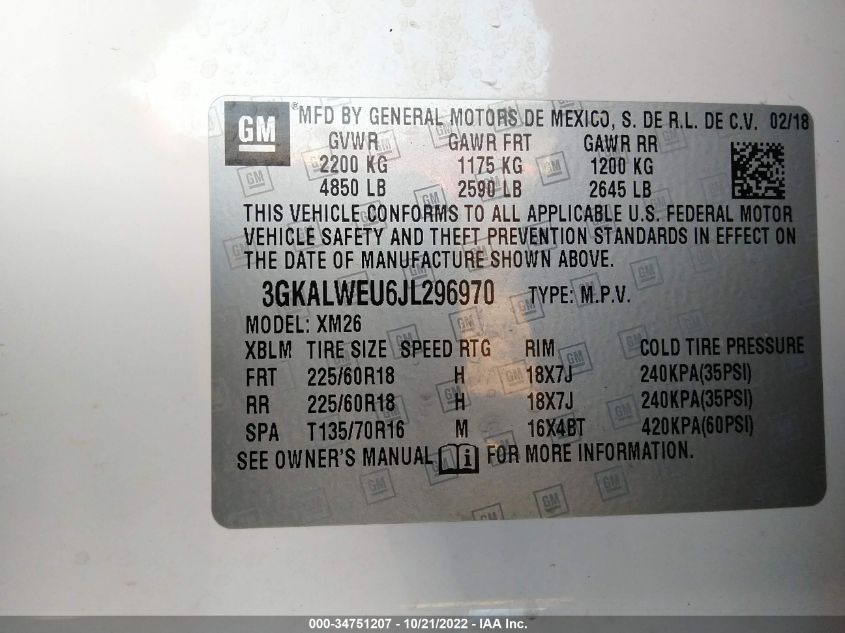 GM ®MFD BY GENERAL MOTORS DE MEXICO, S. DE R.L. DE C.V. 02/18
GVWR GAWR FRT GAWR RR
2200 KG 1175 KG 1200 KG
4850 LB 2590 LB 2645 LB
THIS VEHICLE CONFORMS TO ALL APPLICABLE U.S. FEDERAL MOTOR
VEHICLE SAFETY AND THEFT PREVENTION STANDARDS IN EFFECT ON
THE DATE OF MANUFACTURE SHOWN ABOVE.
3GKALWEU6JL296970 TYPE: M.P.V.
MODEL: XM26
XBLM TIRE SIZE SPEED RTG RIM COLD TIRE PRESSURE
FRT 225/60R18 H 18X7J 240KPA(35PSI)
RR 225/60R18 H 18X7J 240KPA(35PSI)
SPA T135/70R16 M 16X4BT 420KPA(60PSI)
SEE OWNER'S MANUAL i FOR MORE INFORMATION.
000-34751207 - 10/21/2022 - IAA Inc.